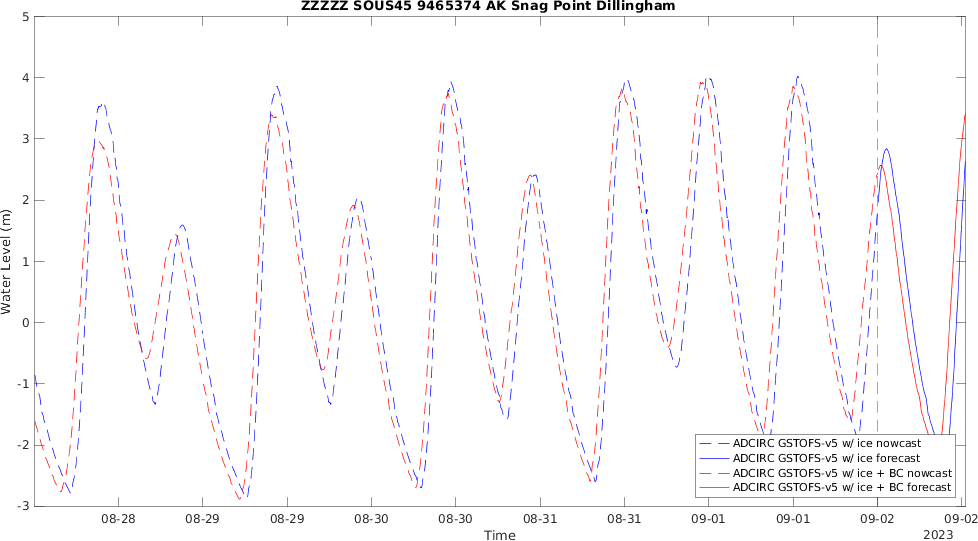 ZZZZZ SOUS45 9465374 AK Snag Point Dillingham
5
4
3
2
1
0
-1
-2
-3
Water Level (m)
ADCIRC GSTOFS-v5 w/ ice nowcast
ADCIRC GSTOFS-v5 w/ ice forecast
ADCIRC GSTOFS-v5 w/ ice + BC nowcast
ADCIRC GSTOFS-v5 w/ ice + BC forecast
08-28 08-29 08-29 08-30 08-30 08-31 08-31 09-01 09-01 09-02 09-02
Time
2023